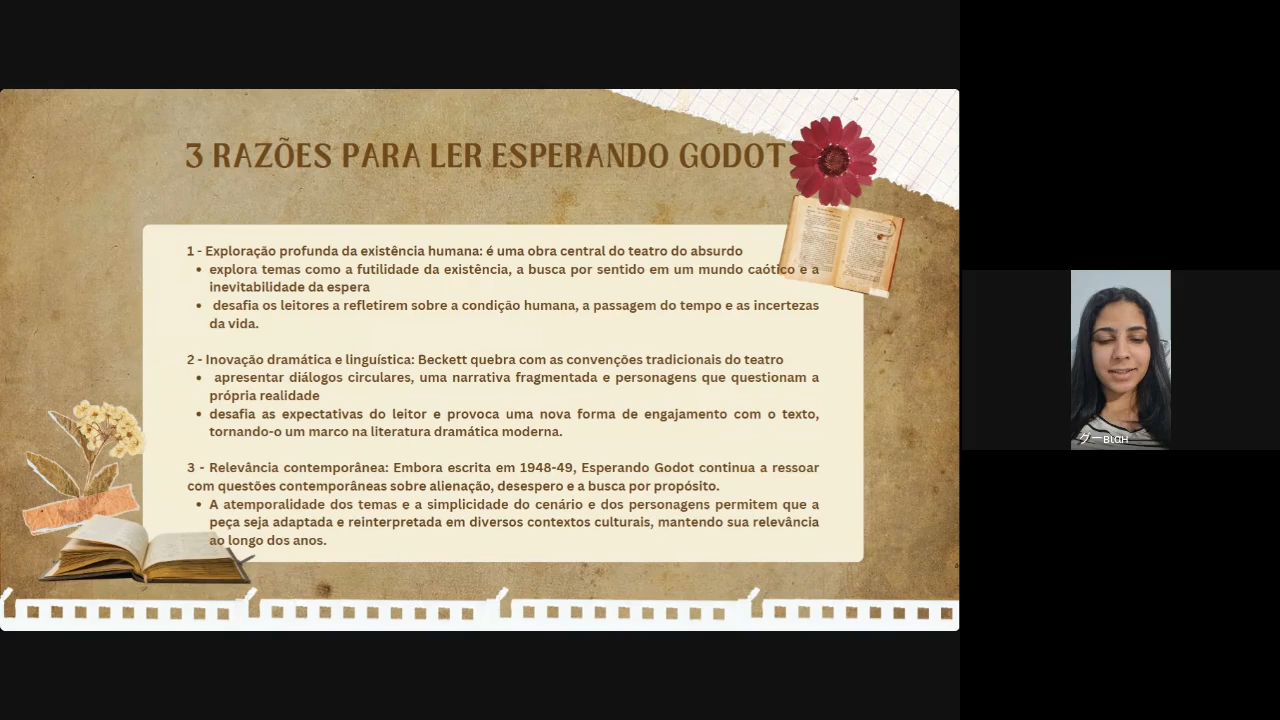 3 RAZÕES PARA LER ESPERANDO GODOT
1 - Exploração profunda da existência humana: é uma obra central do teatro do absurdo
• explora temas como a futilidade da existência, a busca por sentido em um mundo caótico e a
inevitabilidade da espera
• desafia os leitores a refletirem sobre a condição humana, a passagem do tempo e as incertezas
da vida.
2 - Inovação dramática e linguística: Beckett quebra com as convenções tradicionais do teatro
• apresentar diálogos circulares, uma narrativa fragmentada e personagens que questionam a
própria realidade
• desafia as expectativas do leitor e provoca uma nova forma de engajamento com o texto,
tornando-o um marco na literatura dramática moderna.
3 - Relevância contemporânea: Embora escrita em 1948-49, Esperando Godot continua a ressoar
com questões contemporâneas sobre alienação, desespero e a busca por propósito.
• A atemporalidade dos temas e a simplicidade do cenário e dos personagens permitem que a
peça seja adaptada e reinterpretada em diversos contextos culturais, mantendo sua relevância
ao longo dos anos.